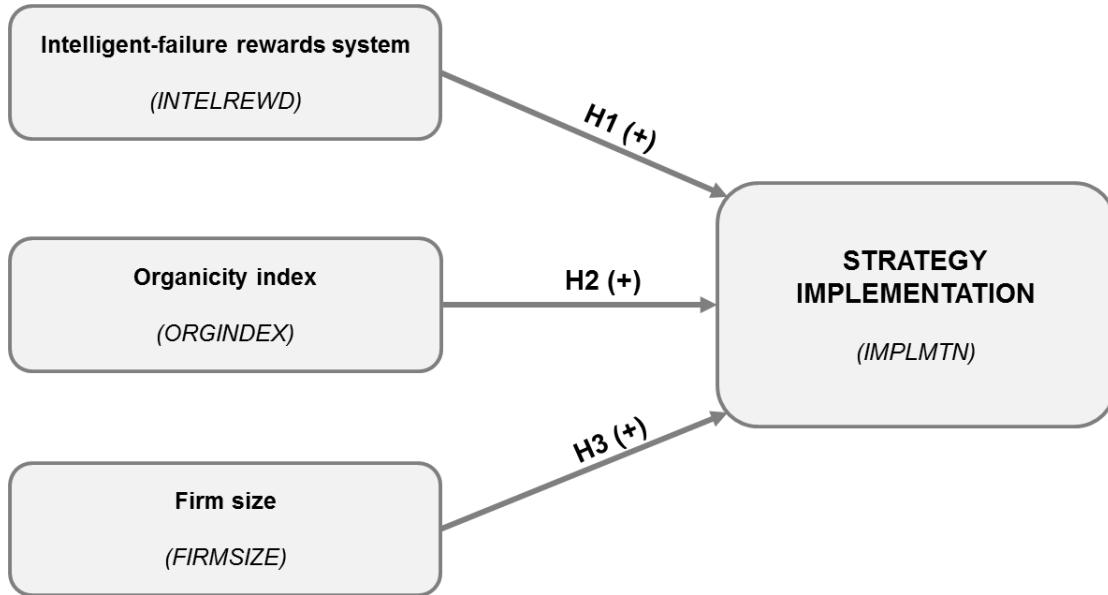 Intelligent-failure rewards system
(INTELREWD)
H1 (+)
Organicity index
(ORGINDEX)
H2 (+)
STRATEGY
IMPLEMENTATION
(IMPLMTN)
H3 (+)
Firm size
(FIRMSIZE)